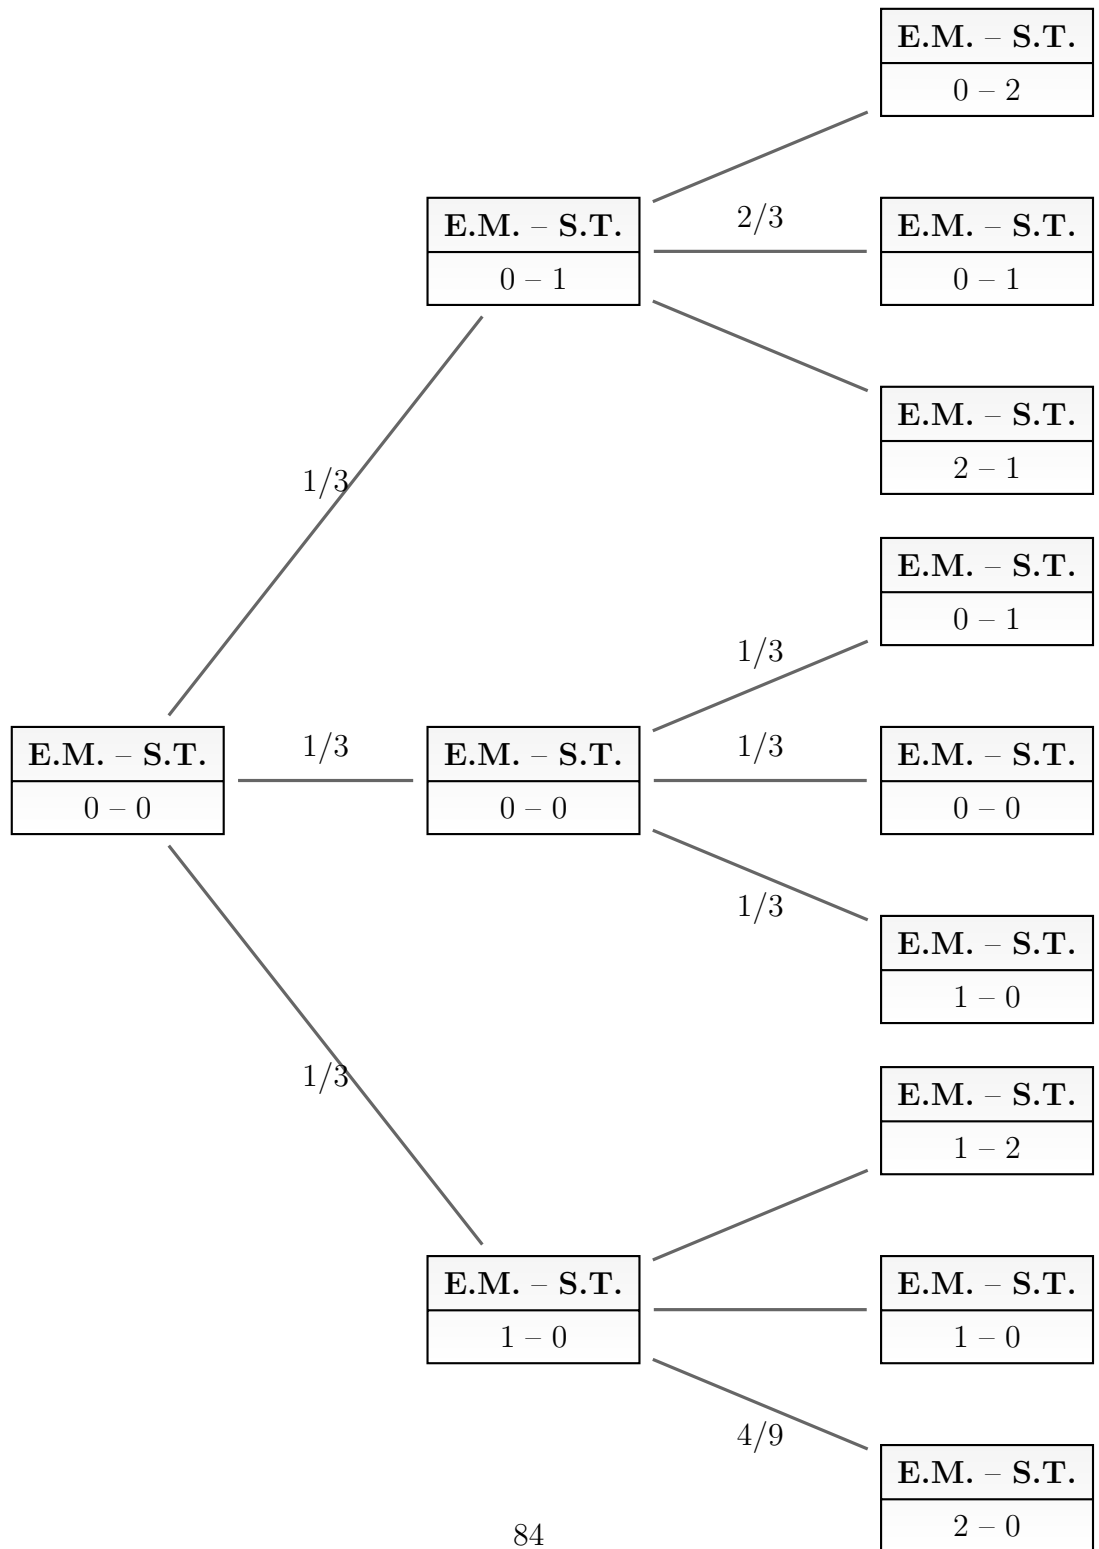 E.M. – S.T.
0 – 2
E.M. – S.T.
0 – 1
2/3
E.M. – S.T.
0 – 1
E.M. – S.T.
2 – 1
1/3
E.M. – S.T.
0 – 1
1/3
E.M. – S.T.
0 – 0
1/3
E.M. – S.T.
0 – 0
1/3
E.M. – S.T.
0 – 0
1/3
E.M. – S.T.
1 – 0
1/3
E.M. – S.T.
1 – 2
E.M. – S.T.
1 – 0
E.M. – S.T.
1 – 0
4/9
E.M. – S.T.
2 – 0
84